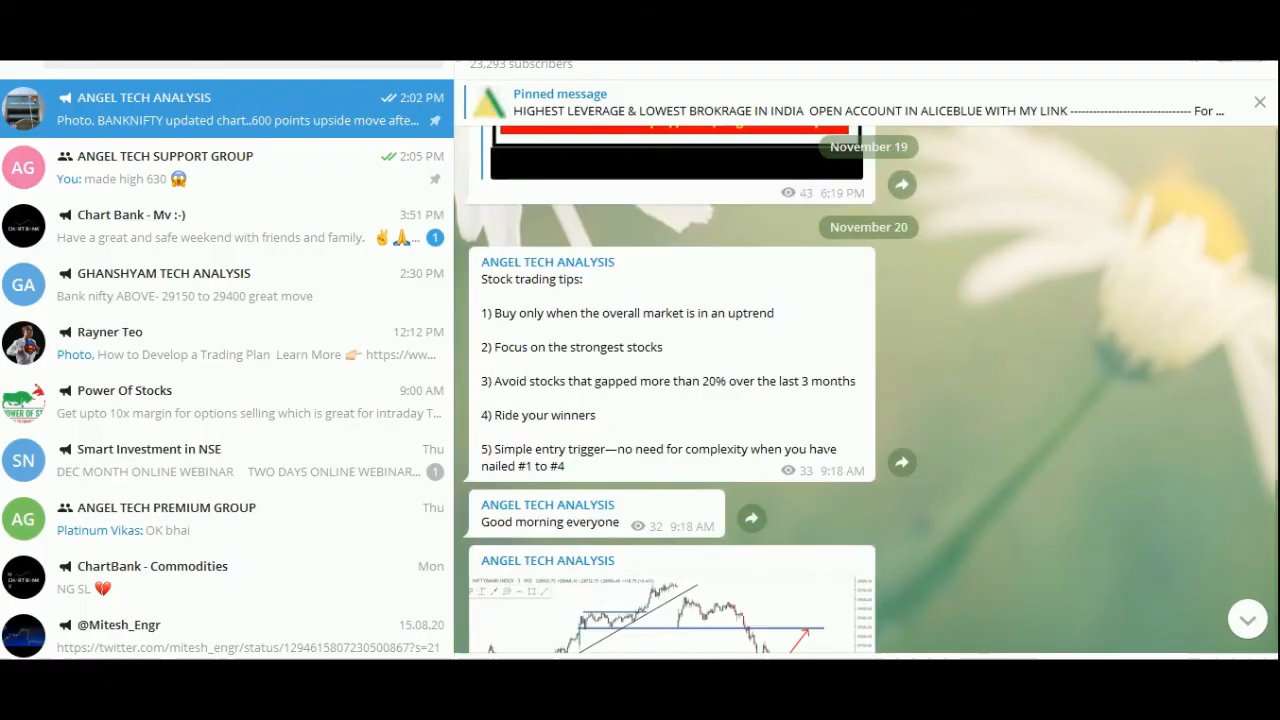 23,293 subscribers
ANGEL TECH ANALYSIS
2:02 PM
Photo, BANKNIFTY updated chart..600 points upside move afte...
AG
ANGEL TECH SUPPORT GROUP
2:05 PM
You: made high 630 😱
Chart Bank - Mv :-)
3:51 PM
Have a great and safe weekend with friends and family. ✌🙏...
1
GA
GHANSHYAM TECH ANALYSIS
2:30 PM
Bank nifty ABOVE- 29150 to 29400 great move
Rayner Teo
12:12 PM
Photo, How to Develop a Trading Plan Learn More 👉 https://ww...
Power Of Stocks
9:00 AM
Get upto 10x margin for options selling which is great for intraday T...
SN
Smart Investment in NSE
Thu
DEC MONTH ONLINE WEBINAR TWO DAYS ONLINE WEBINAR...
1
AG
ANGEL TECH PREMIUM GROUP
Thu
Platinum Vikas: OK bhai
ChartBank - Commodities
Mon
NG SL 💔
@Mitesh_Engr
15.08.20
https://twitter.com/mitesh_engr/status/1294615807230500867?s=21
Pinned message
HIGHEST LEVERAGE & LOWEST BROKRAGE IN INDIA OPEN ACCOUNT IN ALICEBLUE WITH MY LINK ------------------------------ For ...
November 19
43 6:19 PM
November 20
ANGEL TECH ANALYSIS
Stock trading tips:
1) Buy only when the overall market is in an uptrend
2) Focus on the strongest stocks
3) Avoid stocks that gapped more than 20% over the last 3 months
4) Ride your winners
5) Simple entry trigger—no need for complexity when you have
nailed #1 to #4
33 9:18 AM
ANGEL TECH ANALYSIS
Good morning everyone
32 9:18 AM
ANGEL TECH ANALYSIS